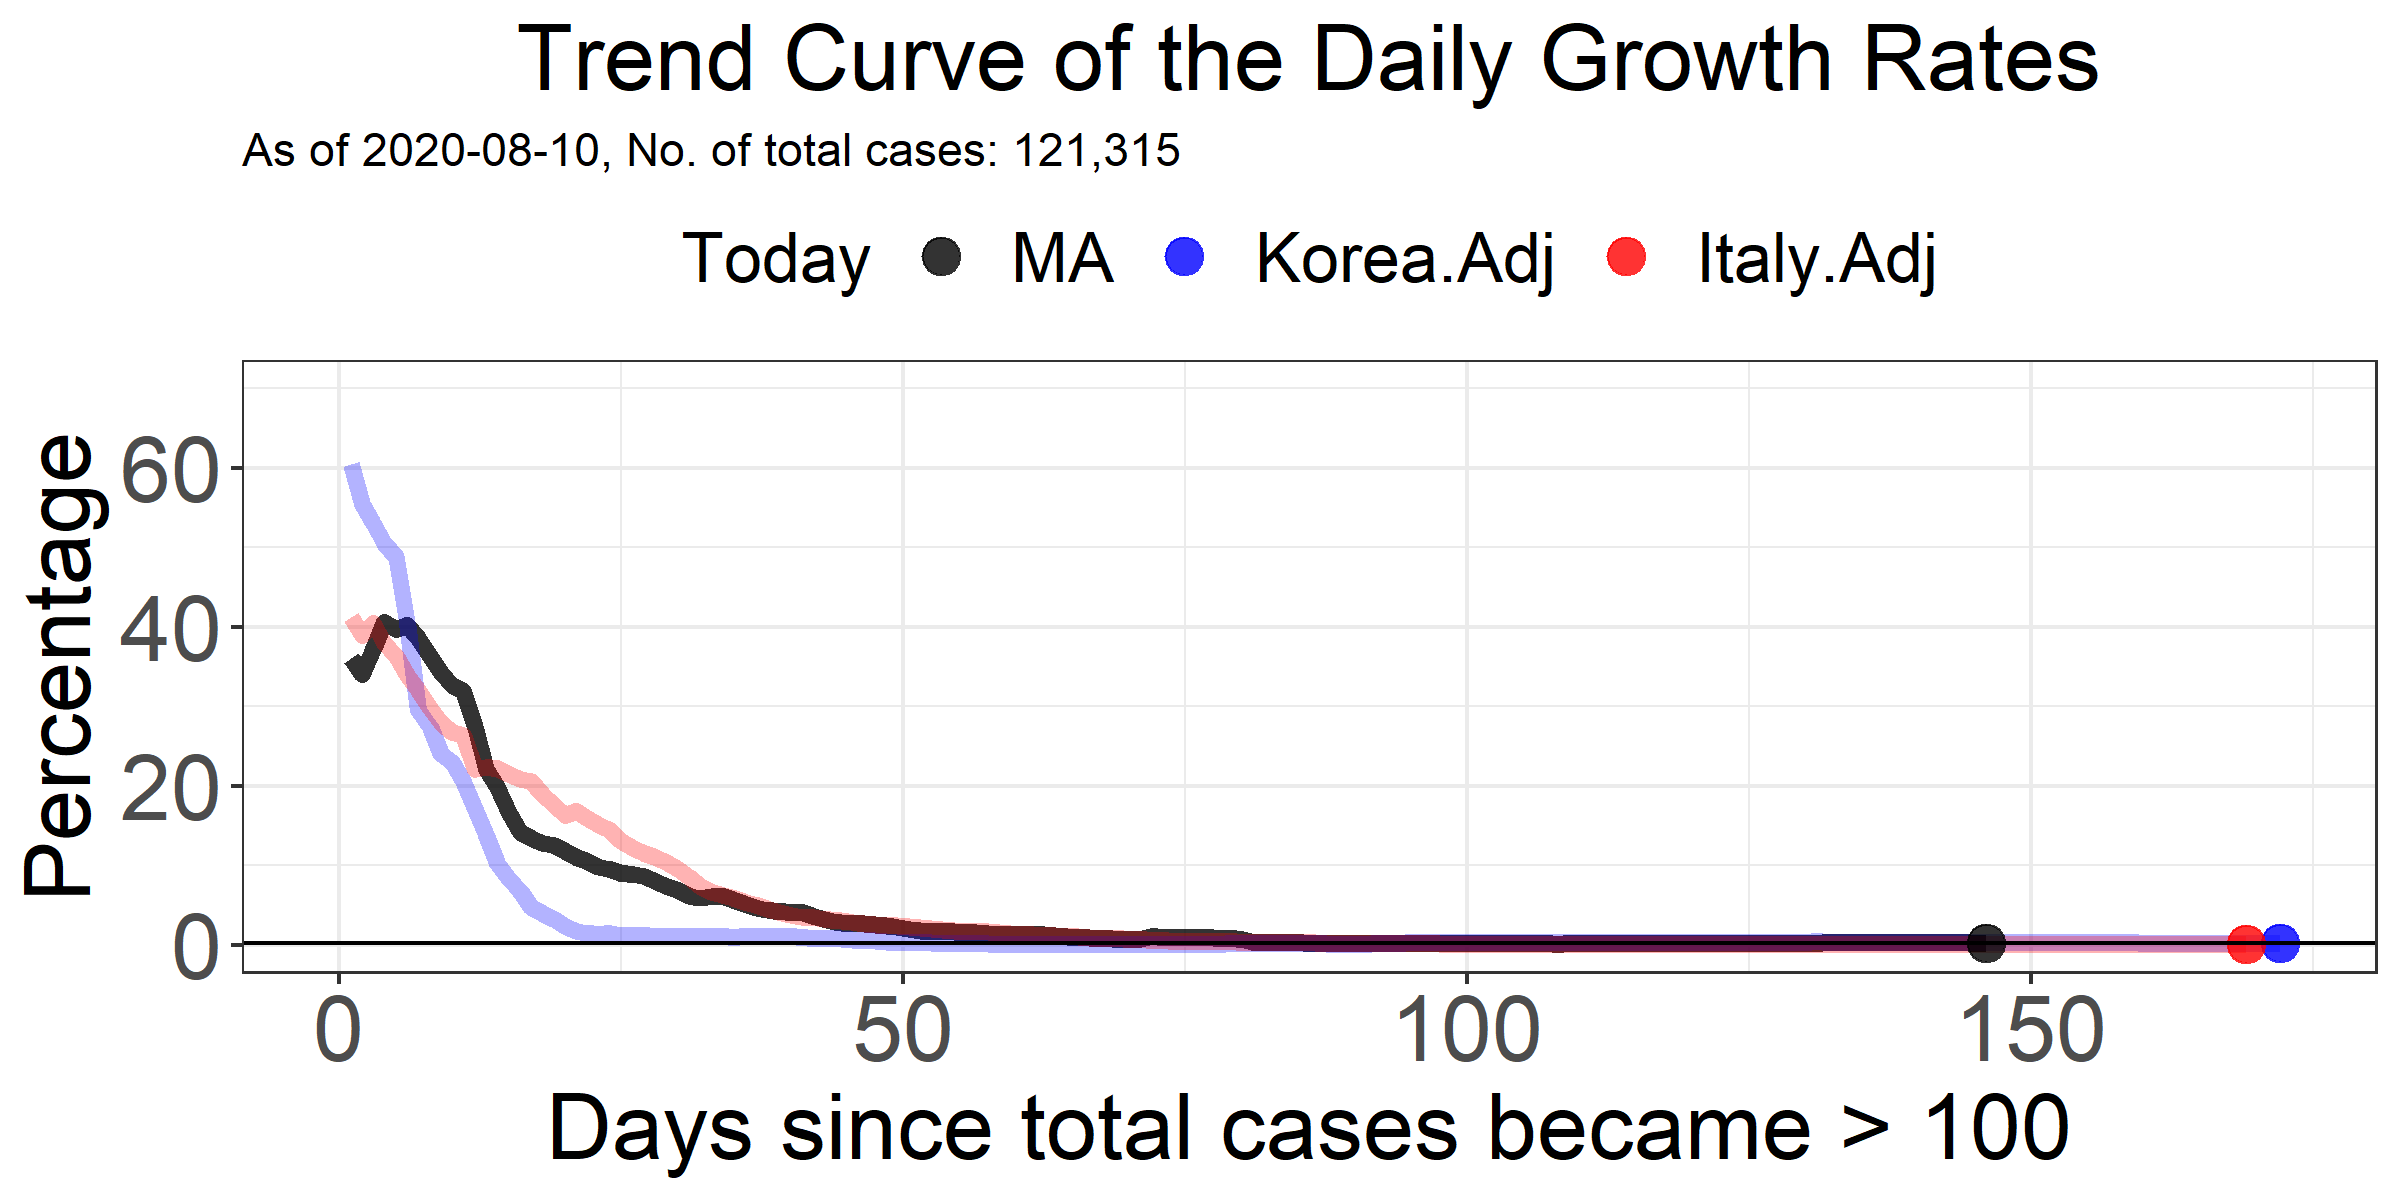 Trend Curve of the Daily Growth Rates
As of 2020-08-10, No. of total cases: 121,315
Today MA Korea.Adj Italy.Adj
Percentage
60
40
20
0
0 50 100 150
Days since total cases became > 100